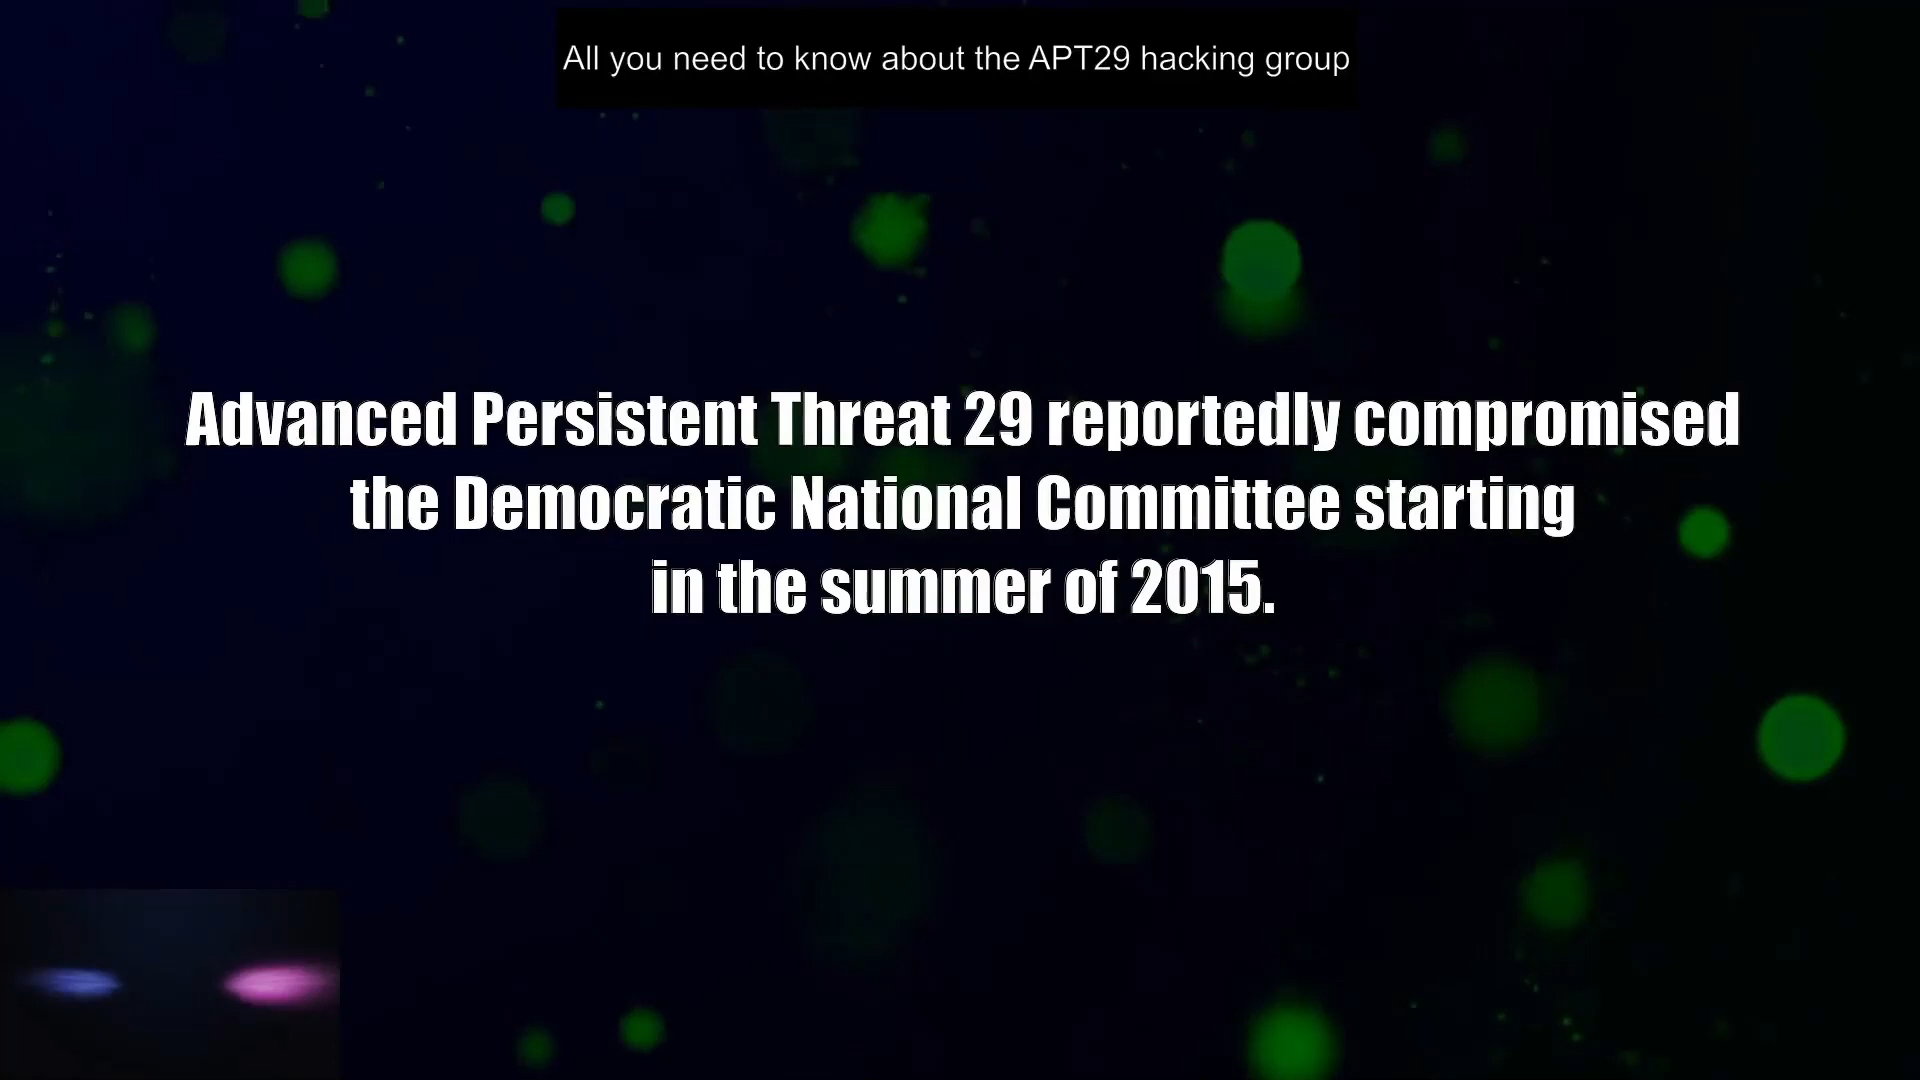 All you need to know about the APT29 hacking group
Advanced Persistent Threat 29 reportedly compromised
the Democratic National Committee starting
in the summer of 2015.